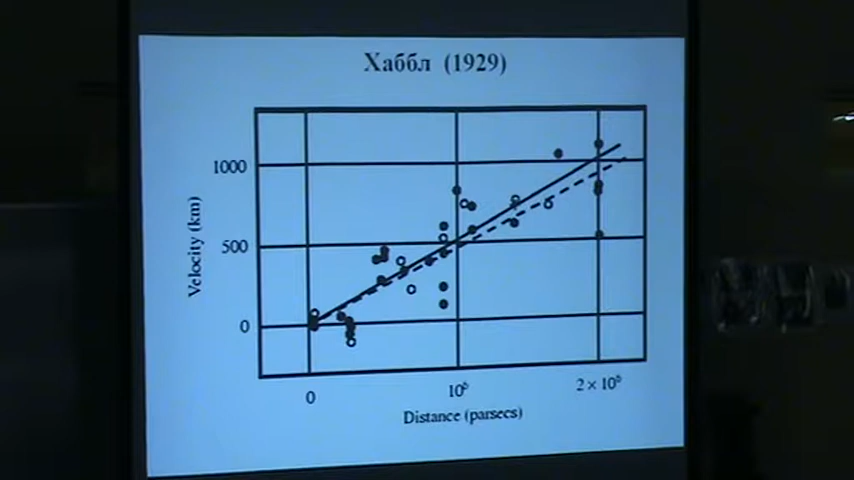 Хаббл (1929)
1000
500
0
Velocity (km)
0
10⁶
2 × 10⁶
Distance (parsecs)